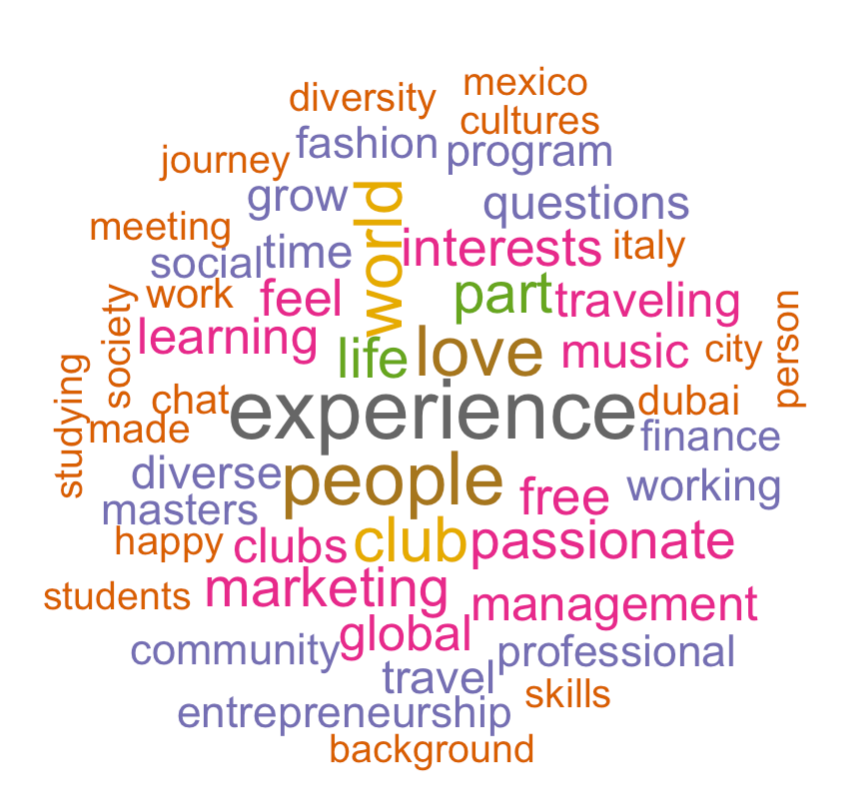 mexico
diversity
cultures
fashion
program
journey
grow
world
questions
meeting
social
time
interests
italy
work
feel
part
traveling
society
learning
life
love
music
city
person
studying
chat
experience
dubai
made
finance
diverse
people
free
working
masters
happy
clubs
club
passionate
students
marketing
management
global
community
professional
travel
skills
entrepreneurship
background